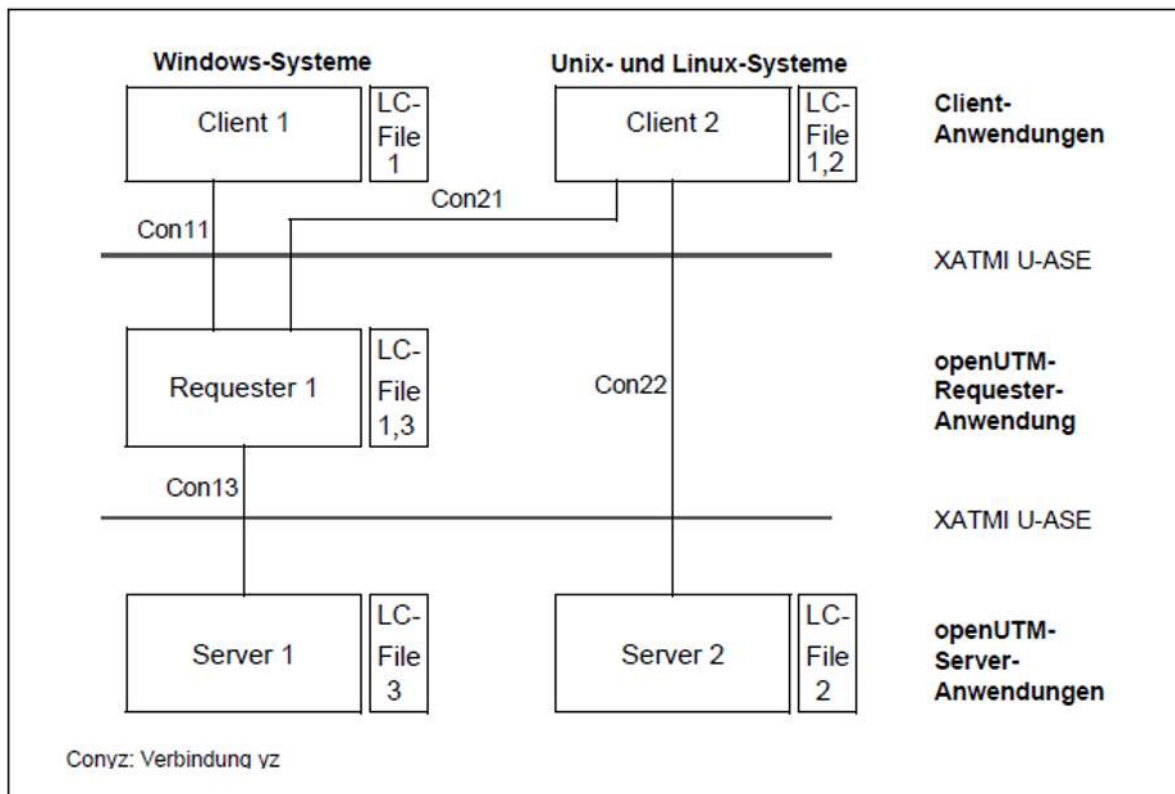 Windows-Systeme
Unix- und Linux-Systeme
Client 1
LC-
File
1
Client 2
LC-
File
1,2
Client-
Anwendungen
Con21
Con11
XATMI U-ASE
Requester 1
LC-
File
1,3
Con22
openUTM-
Requester-
Anwendung
Con13
XATMI U-ASE
Server 1
LC-
File
3
Server 2
LC-
File
2
openUTM-
Server-
Anwendungen
Conyz: Verbindung yz